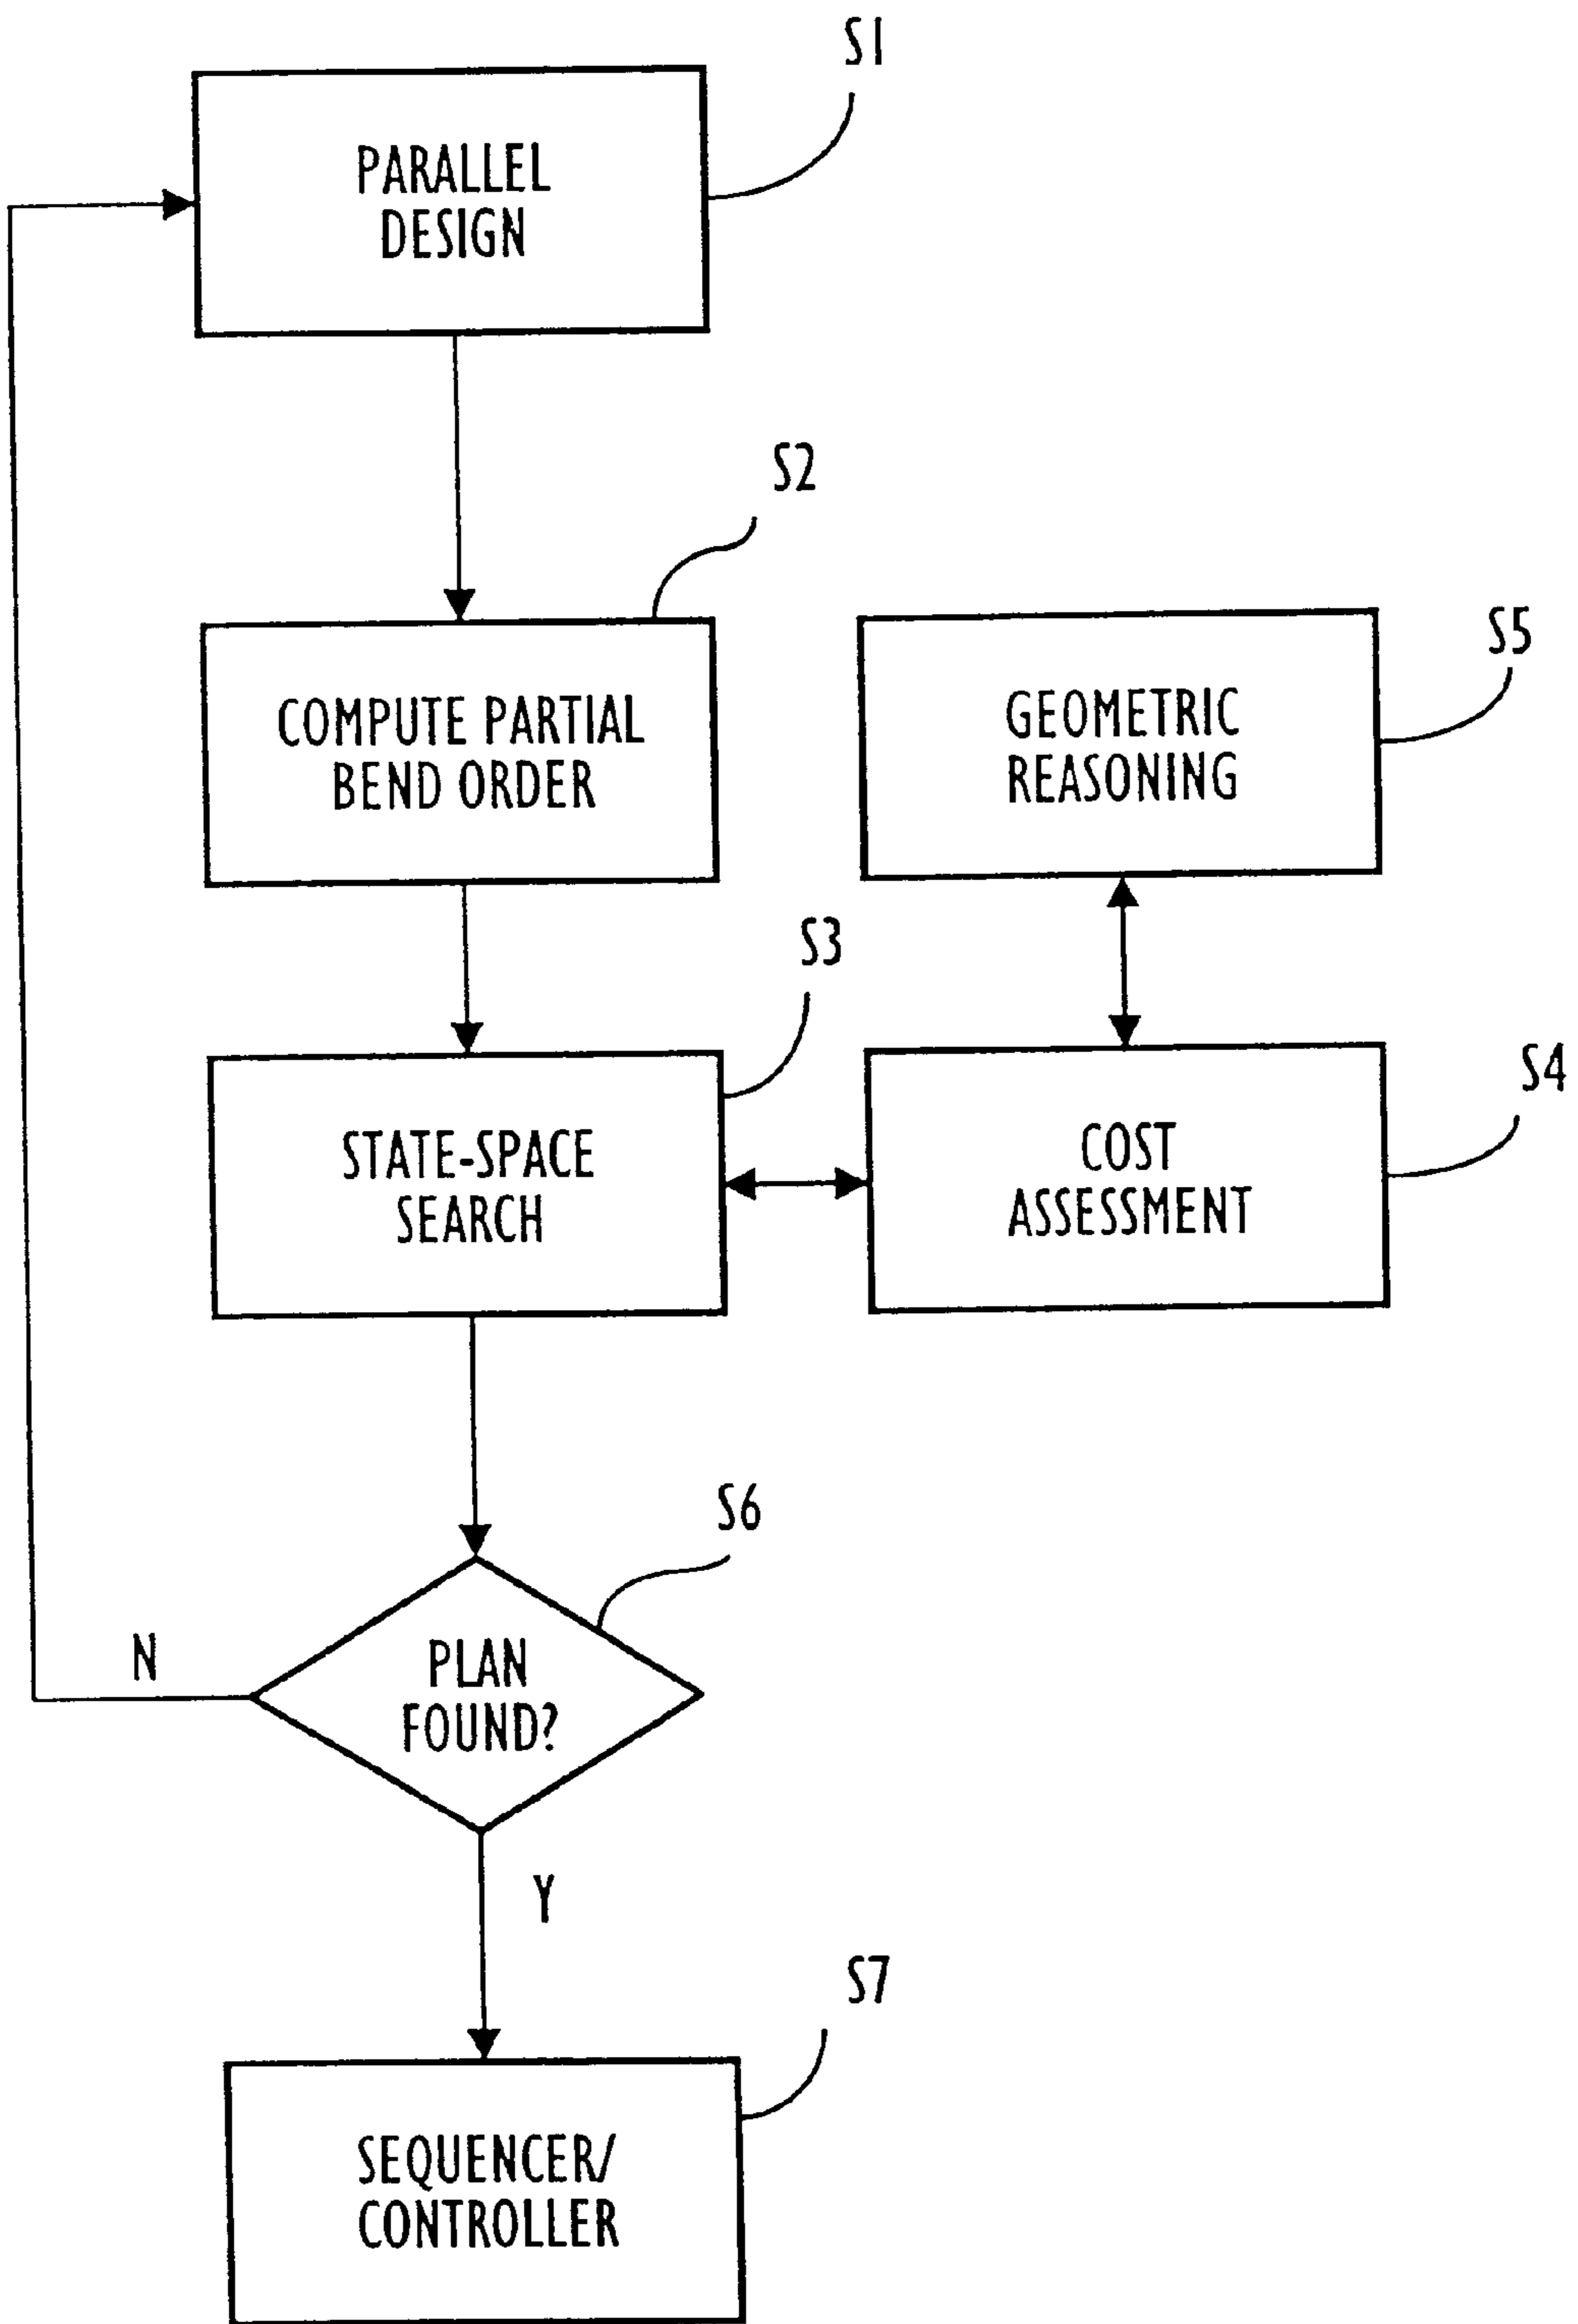 S1
PARALLEL
DESIGN
S2
COMPUTE PARTIAL
BEND ORDER
S5
GEOMETRIC
REASONING
S3
STATE-SPACE
SEARCH
S4
COST
ASSESSMENT
S6
PLAN
FOUND?
N
Y
S7
SEQUENCER/
CONTROLLER